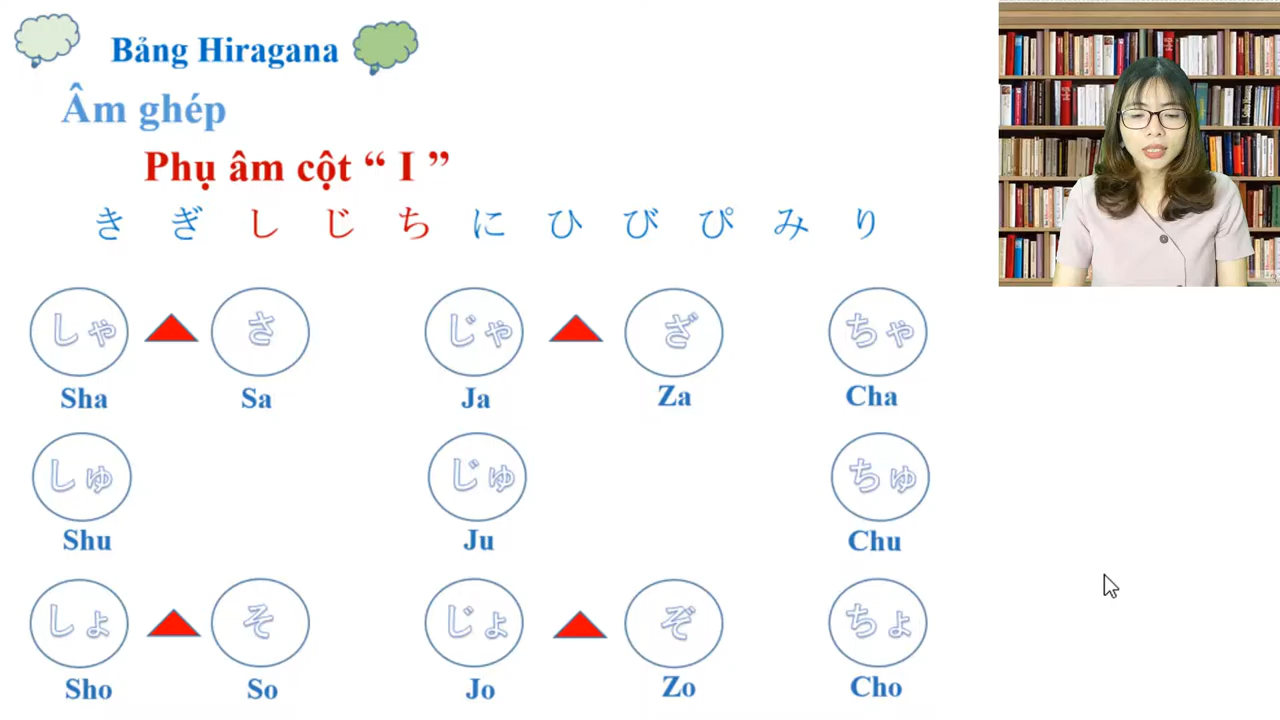 Bảng Hiragana
Âm ghép
Phụ âm cột “ I ”
き ぎ し じ ち に ひ び ぴ み り
しゃ さ じゃ ざ ちゃ
Sha Sa Ja Za Cha
しゅ じゅ ちゅ
Shu Ju Chu
しょ そ じょ ぞ ちょ
Sho So Jo Zo Cho